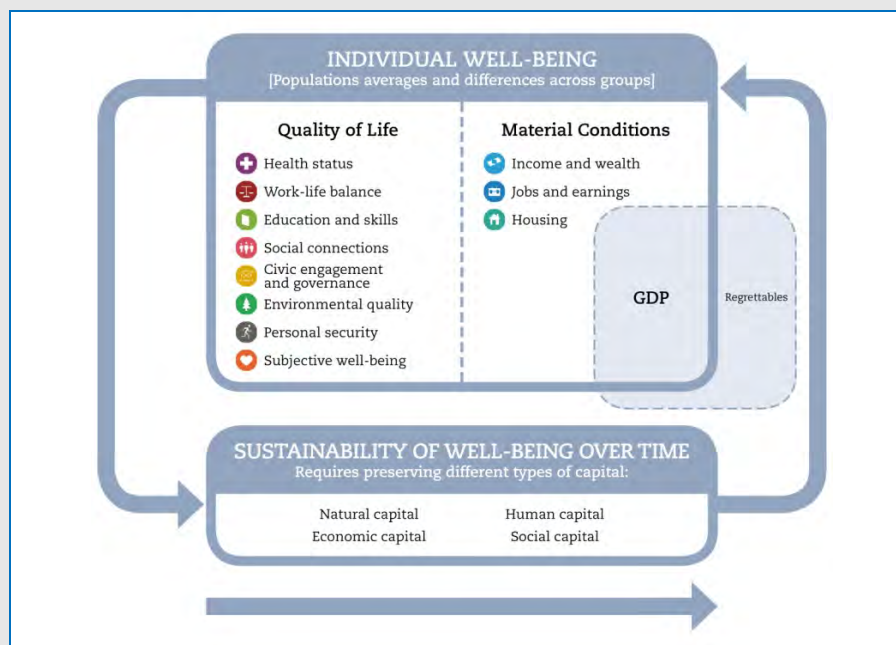 INDIVIDUAL WELL-BEING
[Populations averages and differences across groups]
Quality of Life
Health status
Work-life balance
Education and skills
Social connections
Civic engagement
and governance
Environmental quality
Personal security
Subjective well-being
Material Conditions
Income and wealth
Jobs and earnings
Housing
GDP
Regrettables
SUSTAINABILITY OF WELL-BEING OVER TIME
Requires preserving different types of capital:
Natural capital
Human capital
Economic capital
Social capital